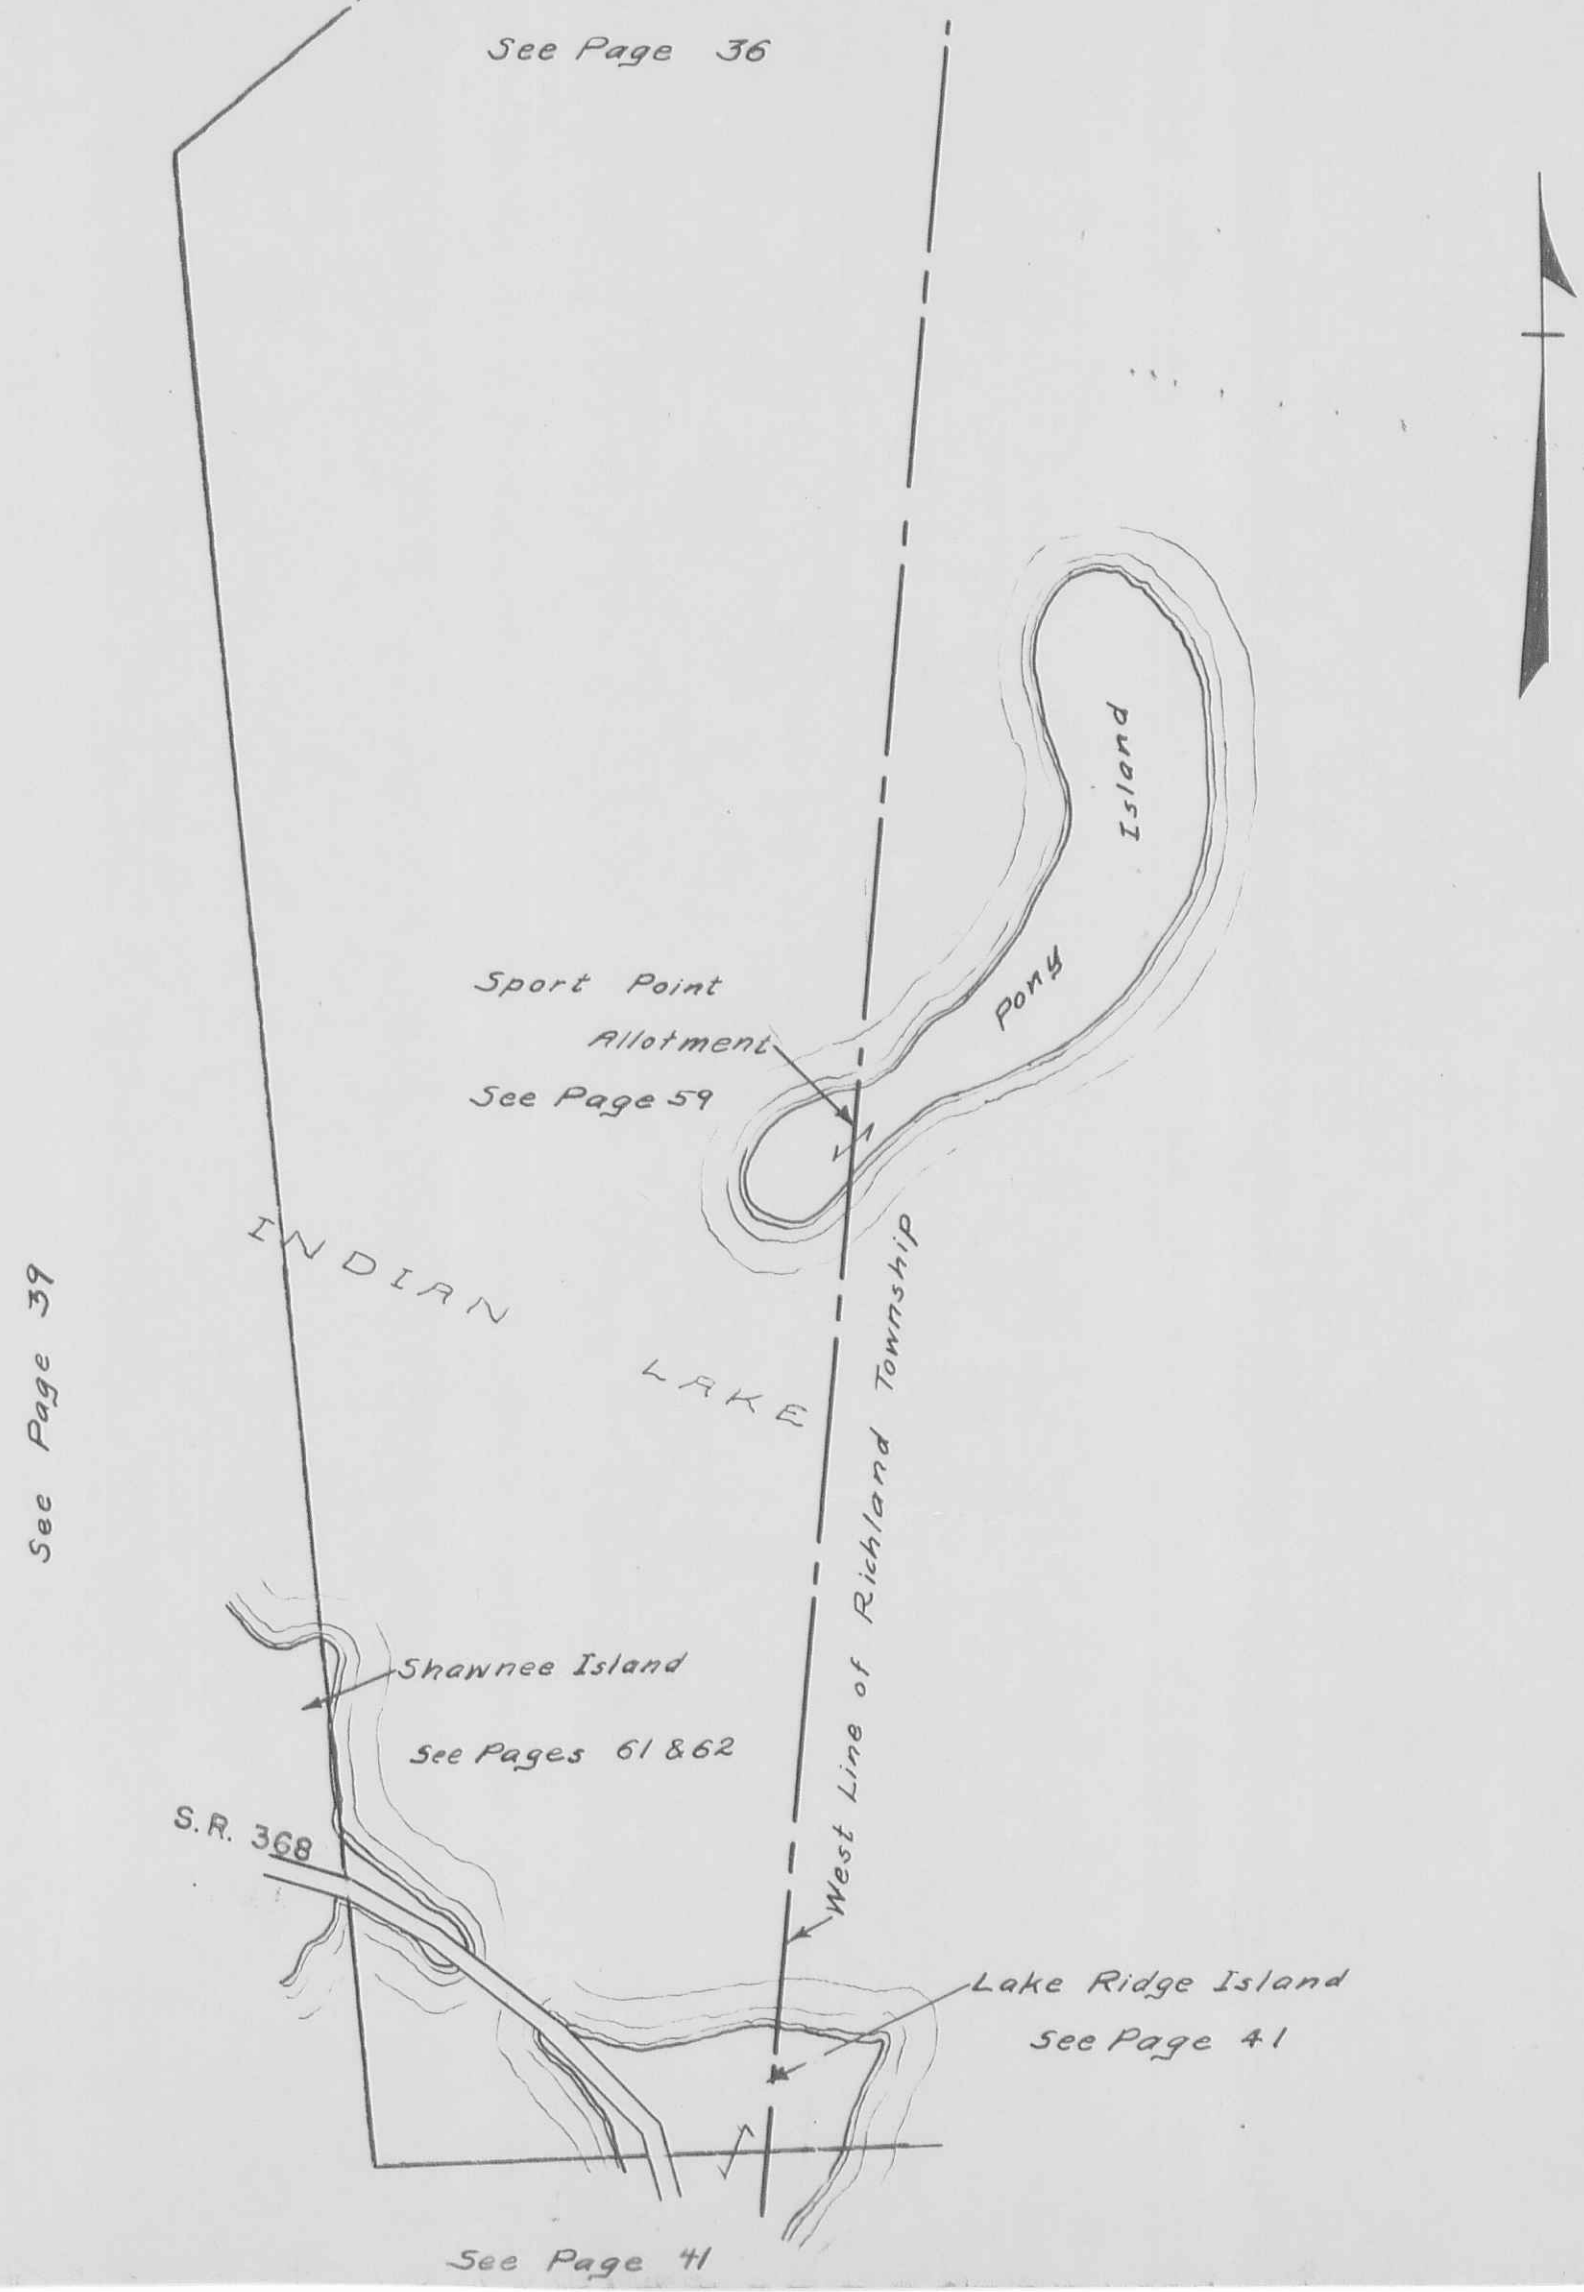 See Page 36
Island
Pony
Sport Point
Allotment
See Page 59
INDIAN
LAKE
See Page 39
West Line of Richland Township
Shawnee Island
See Pages 61 & 62
S.R. 368
Lake Ridge Island
See Page 41
See Page 41